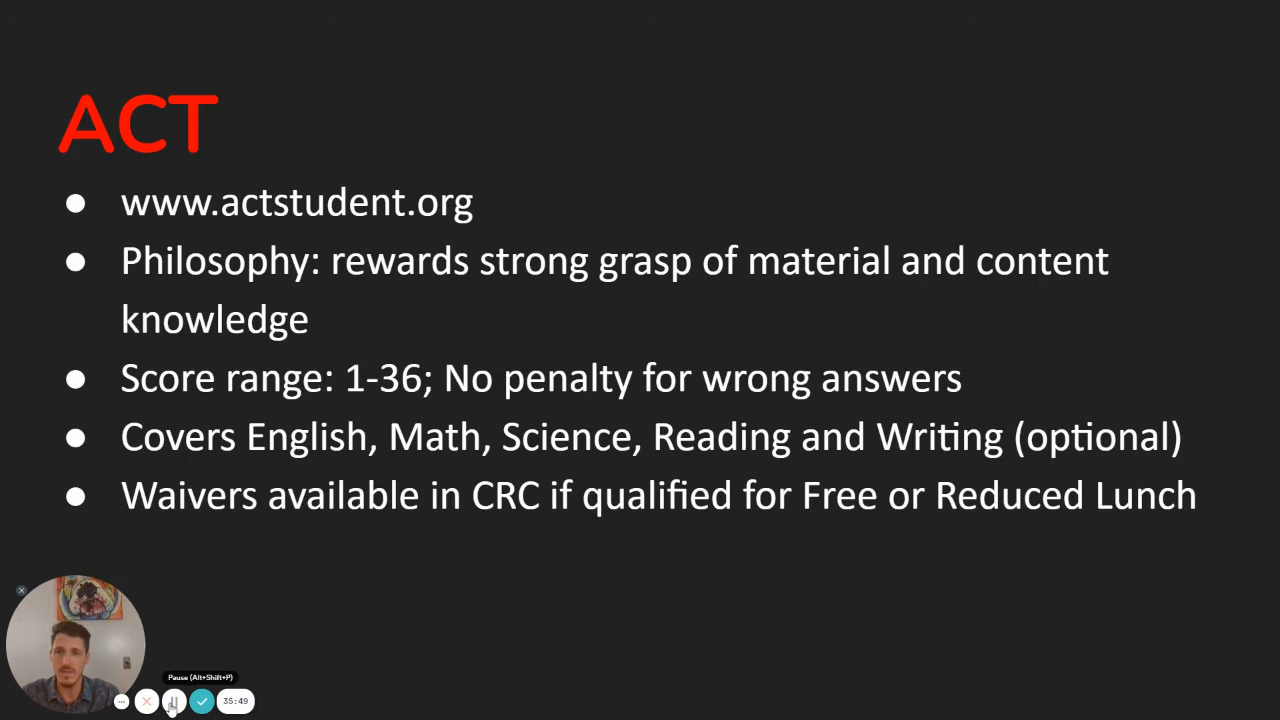 ACT
● www.actstudent.org
● Philosophy: rewards strong grasp of material and content
knowledge
● Score range: 1-36; No penalty for wrong answers
● Covers English, Math, Science, Reading and Writing (optional)
● Waivers available in CRC if qualified for Free or Reduced Lunch
Pause (Alt+Shift+P)
35:49